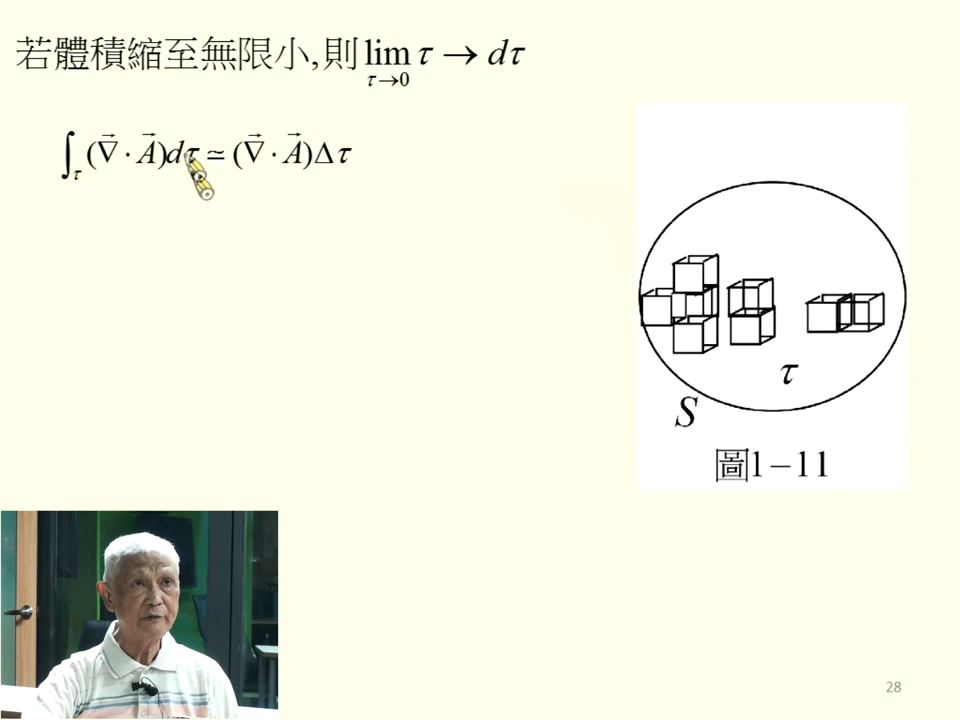 若體積縮至無限小,則 lim τ → dτ
τ→0
∫τ (∇⃗ · A⃗)dτ ≃ (∇⃗ · A⃗)Δτ
τ
S
圖1–11
28